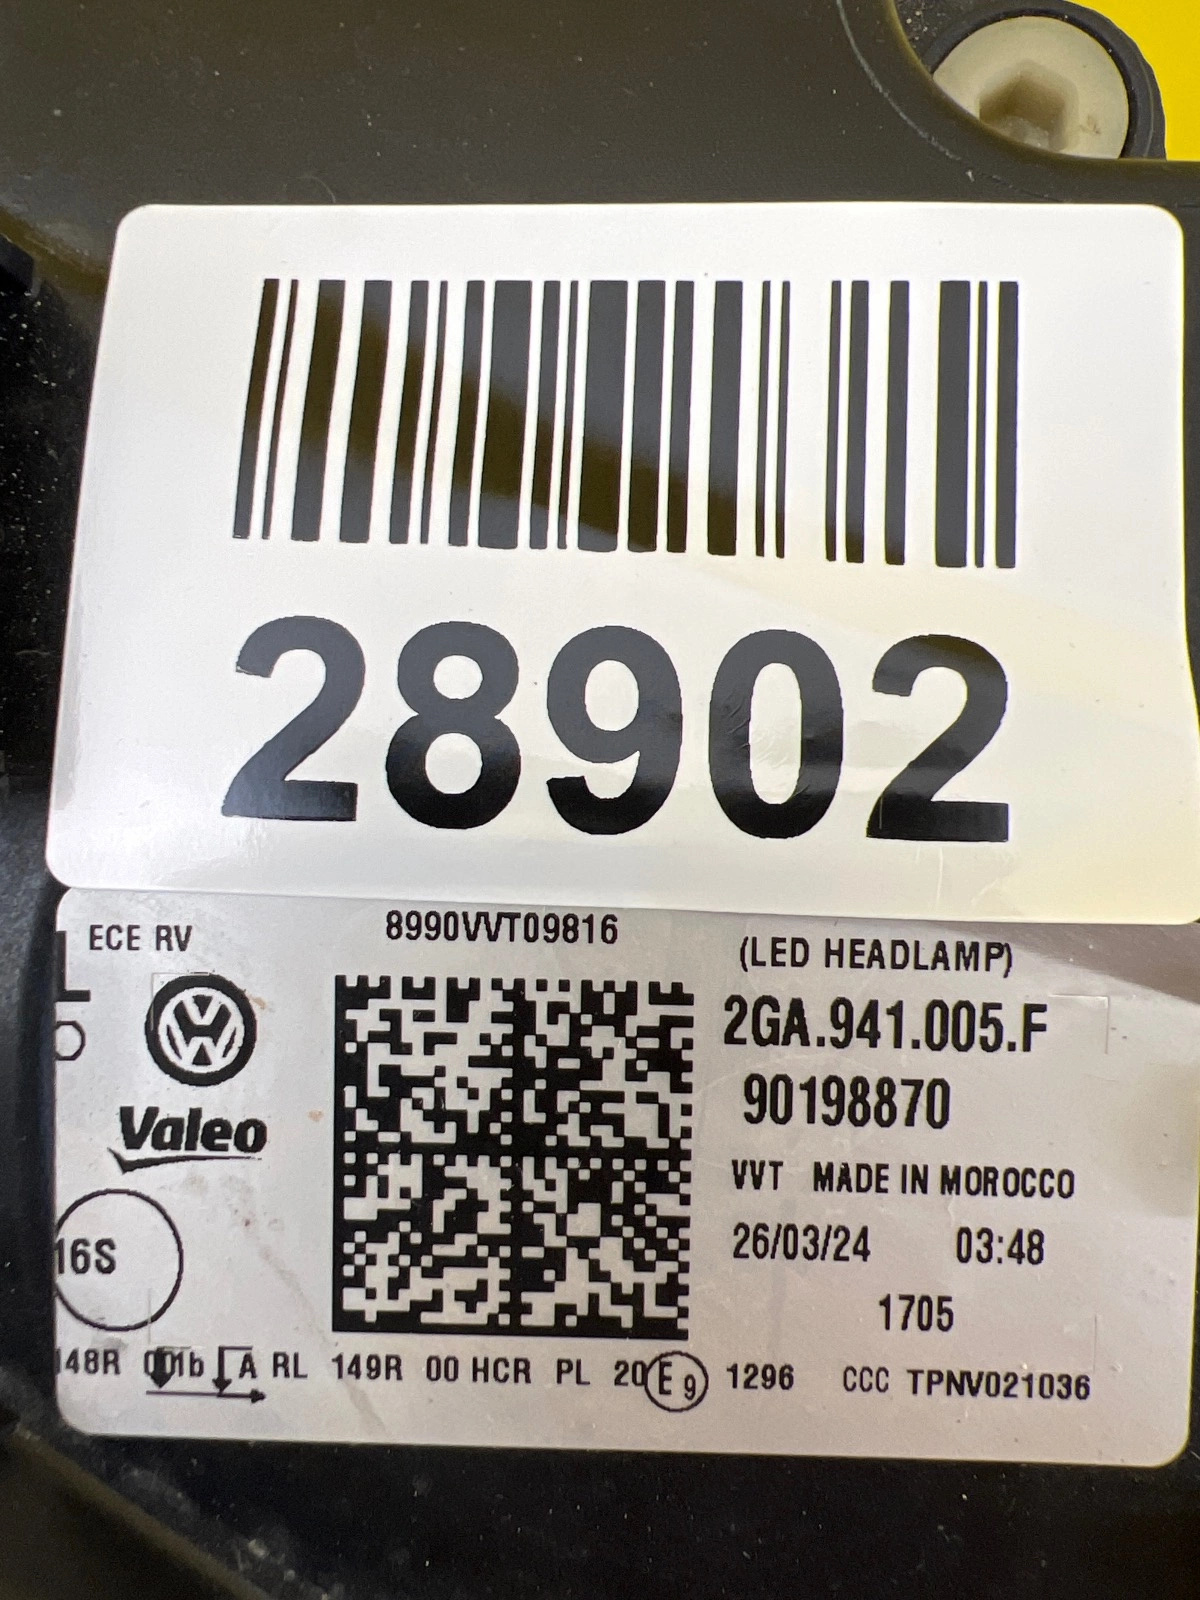 28902
ECE RV
8990VVT09816
(LED HEADLAMP)
2GA.941.005.F
90198870
Valeo
VVT MADE IN MOROCCO
26/03/24 03:48
16S
1705
148R 001b A RL 149R 00 HCR PL 20 E9 1296 CCC TPNV021036